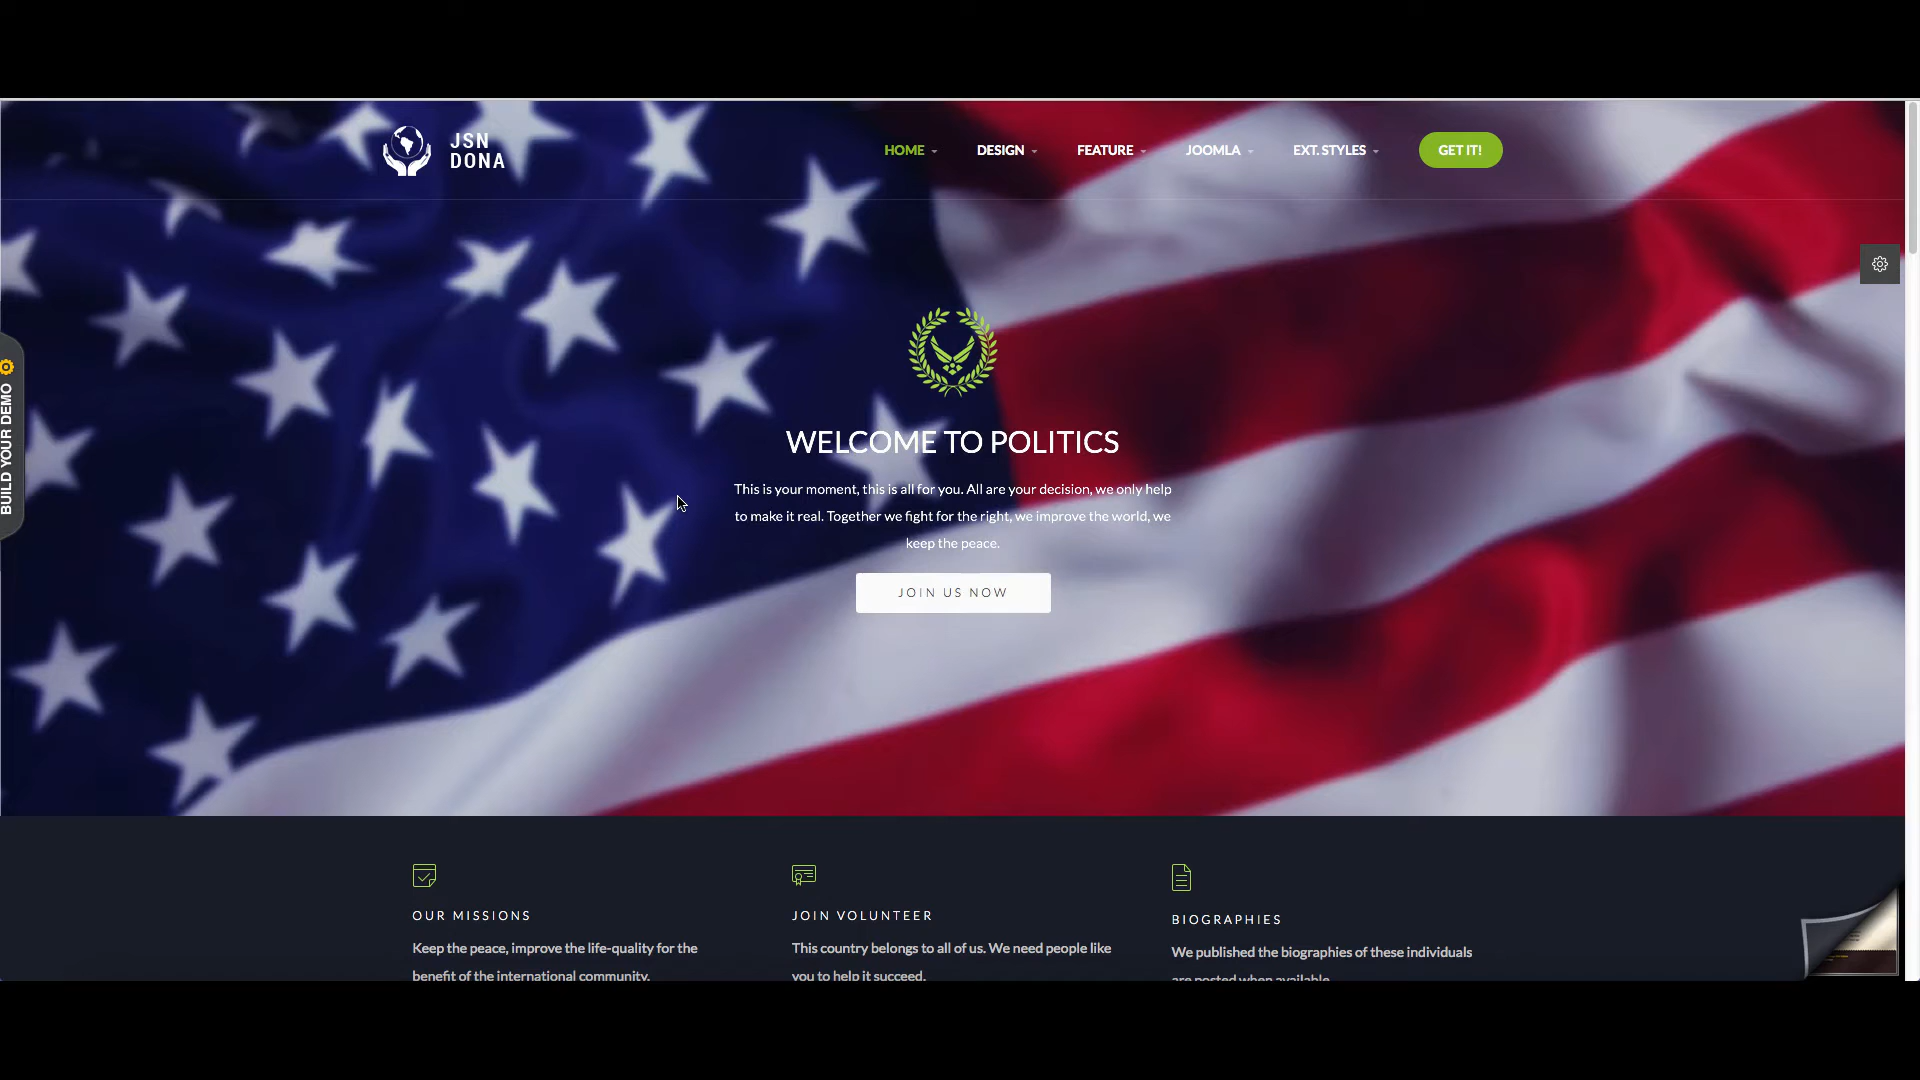 JSN
DONA
HOME
DESIGN
FEATURE
JOOMLA
EXT. STYLES
GET IT!
BUILD YOUR DEMO
WELCOME TO POLITICS
This is your moment, this is all for you. All are your decision, we only help
to make it real. Together we fight for the right, we improve the world, we
keep the peace.
JOIN US NOW
OUR MISSIONS
Keep the peace, improve the life-quality for the
benefit of the international community.
JOIN VOLUNTEER
This country belongs to all of us. We need people like
you to help it succeed.
BIOGRAPHIES
We published the biographies of these individuals
are posted when available.